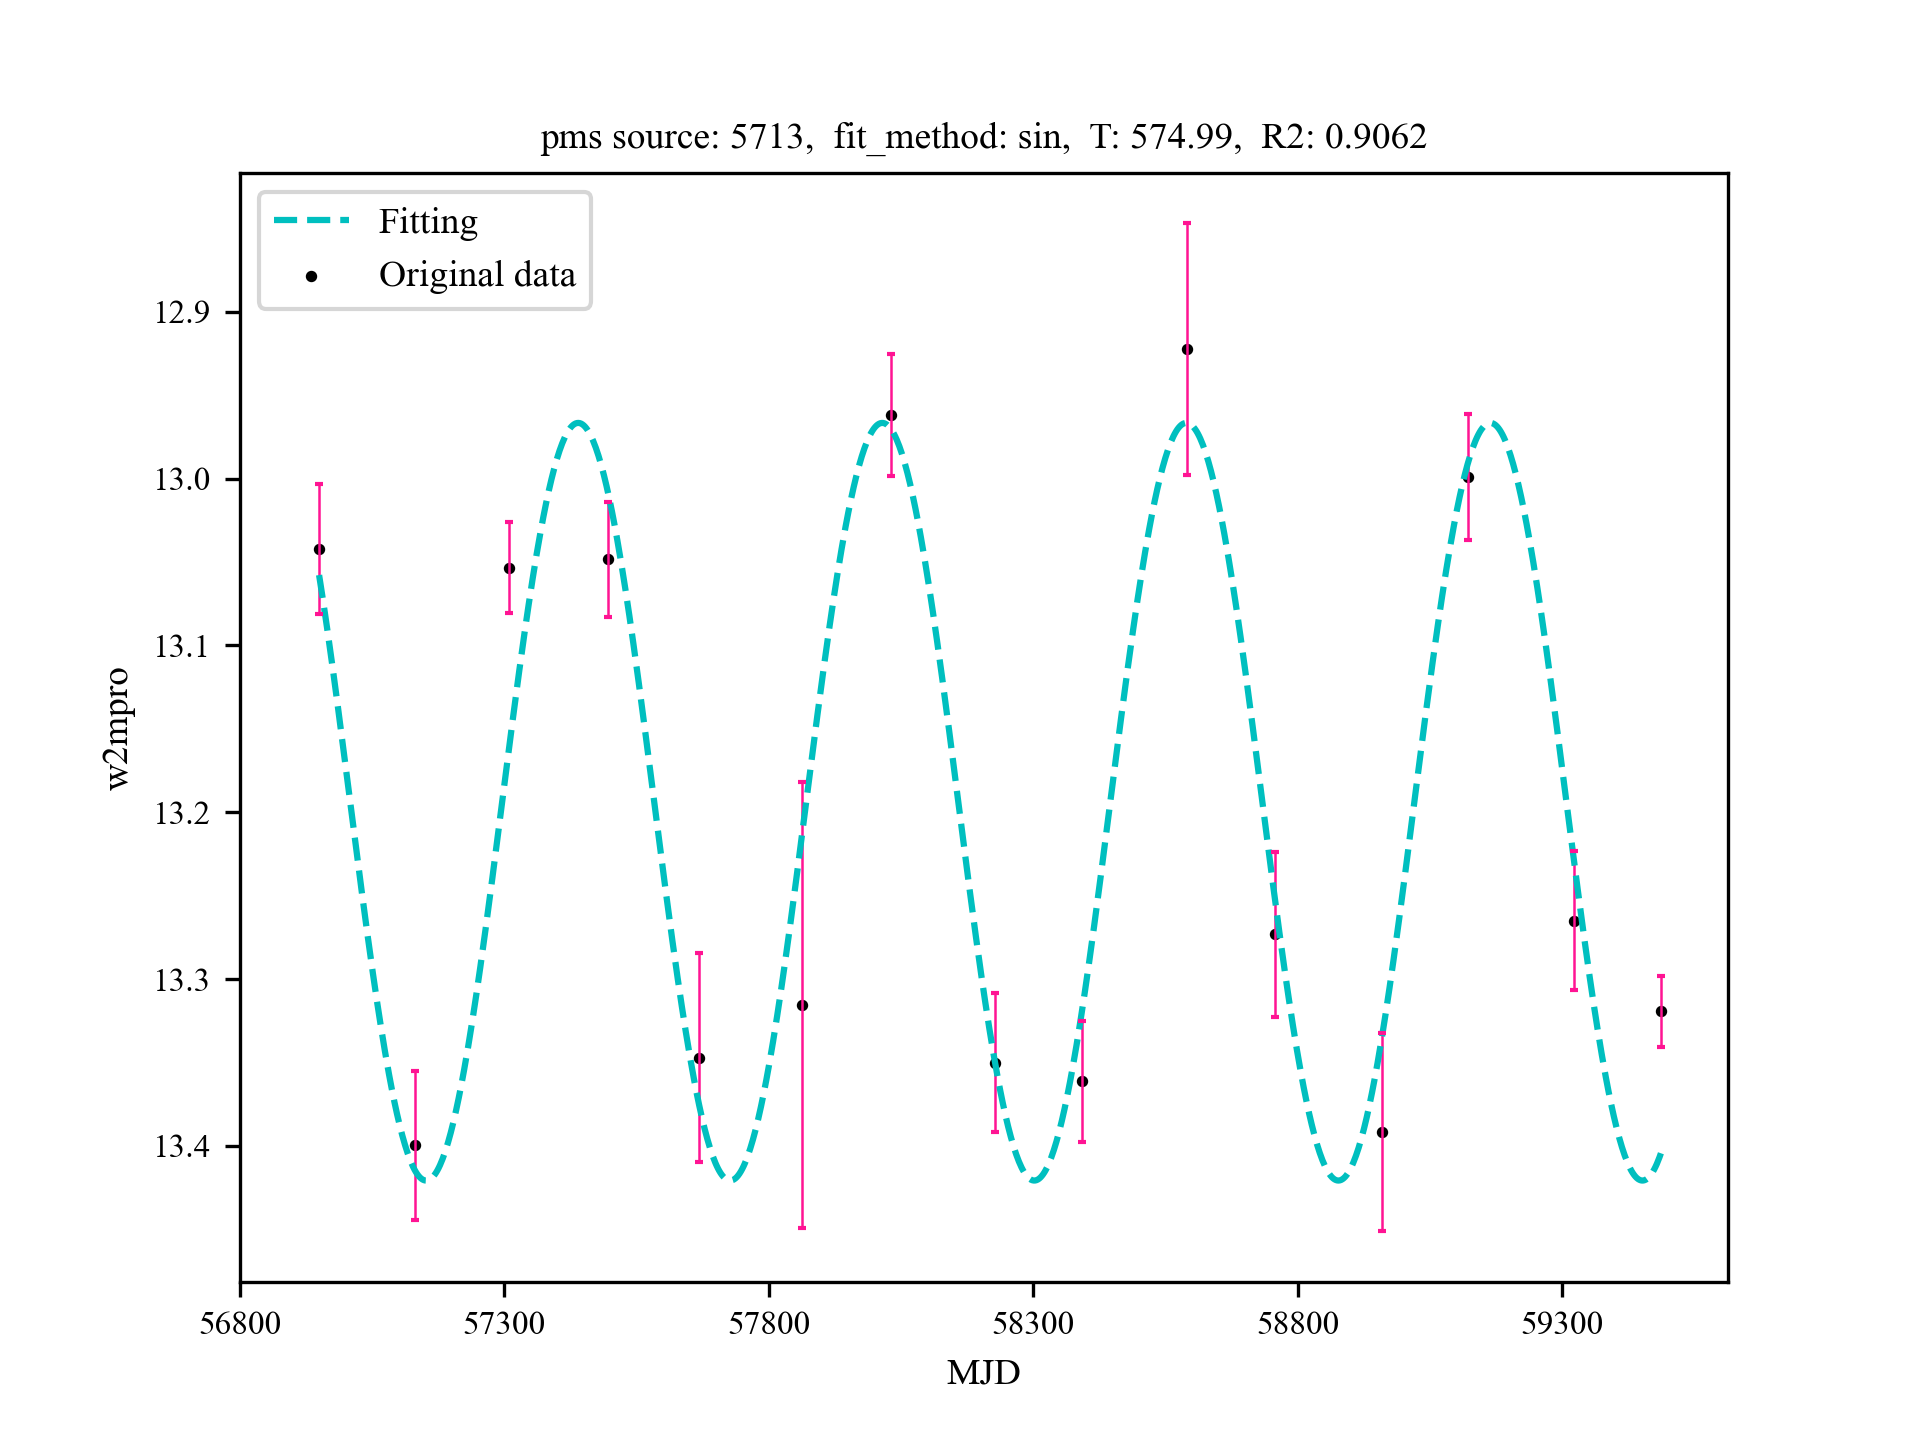 pms source: 5713, fit_method: sin, T: 574.99, R2: 0.9062
Fitting
Original data
12.9
13.0
13.1
13.2
13.3
13.4
w2mpro
56800 57300 57800 58300 58800 59300
MJD